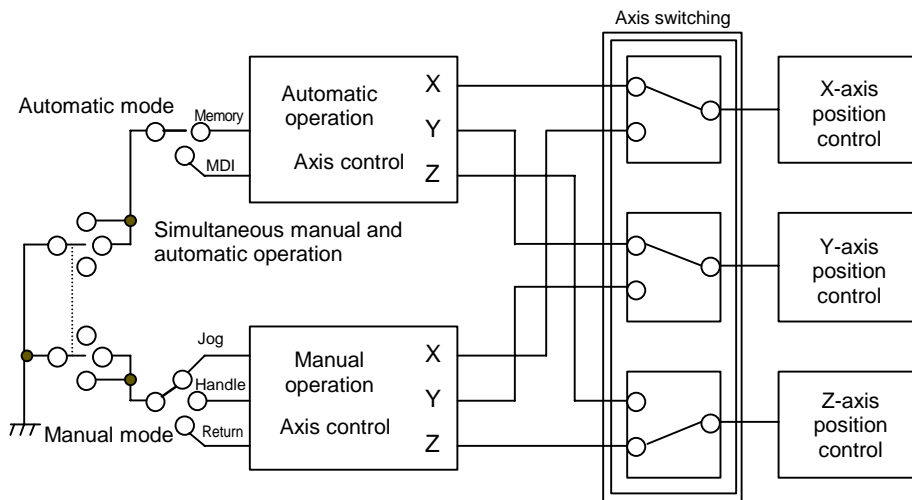 Axis switching
Automatic mode
Memory
MDI
Automatic
operation
Axis control
X
Y
Z
X-axis
position
control
Simultaneous manual and
automatic operation
Y-axis
position
control
Manual mode
Jog
Handle
Return
Manual
operation
Axis control
X
Y
Z
Z-axis
position
control